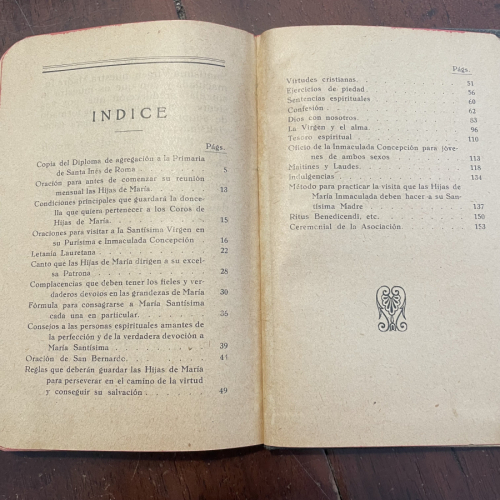 INDICE
Págs.
Copia del Diploma de agregación a la Primaria
de Santa Inés de Roma . . . . . . . . 5
Oración para antes de comenzar su reunión
mensual las Hijas de María. . . . . . . 13
Condiciones principales que guardará la donce-
lla que quiera pertenecer a los Coros de
Hijas de María. . . . . . . . . . 15
Oraciones para visitar a la Santísima Virgen en
su Purísima e Inmaculada Concepción . . . 16
Letanía Lauretana . . . . . . . . . . 22
Canto que las Hijas de María dirigen a su excel-
sa Patrona . . . . . . . . . . . 28
Complacencias que deben tener los fieles y ver-
daderos devotos en las grandezas de María 30
Fórmula para consagrarse a María Santísima
cada una en particular. . . . . . . . 36
Consejos a las personas espirituales amantes de
la perfección y de la verdadera devoción a
María Santísima . . . . . . . . . 39
Oración de San Bernardo. . . . . . . . 44
Reglas que deberán guardar las Hijas de María
para perseverar en el camino de la virtud
y conseguir su salvación . . . . . . . 49
Págs.
Virtudes cristianas. . . . . . . . . . 51
Ejercicios de piedad . . . . . . . . . 56
Sentencias espirituales . . . . . . . . 60
Confesión . . . . . . . . . . . . 62
Dios con nosotros. . . . . . . . . . 83
La Virgen y el alma . . . . . . . . . 96
Tesoro espiritual . . . . . . . . . . 110
Oficio de la Inmaculada Concepción para jóve-
nes de ambos sexos . . . . . . . . 113
Maitines y Laudes. . . . . . . . . . 118
Indulgencias . . . . . . . . . . . 134
Método para practicar la visita que las Hijas de
María Inmaculada deben hacer a su San-
tísima Madre . . . . . . . . . . 137
Ritus Benedicendi, etc. . . . . . . . . 150
Ceremonial de la Asociación. . . . . . . 153